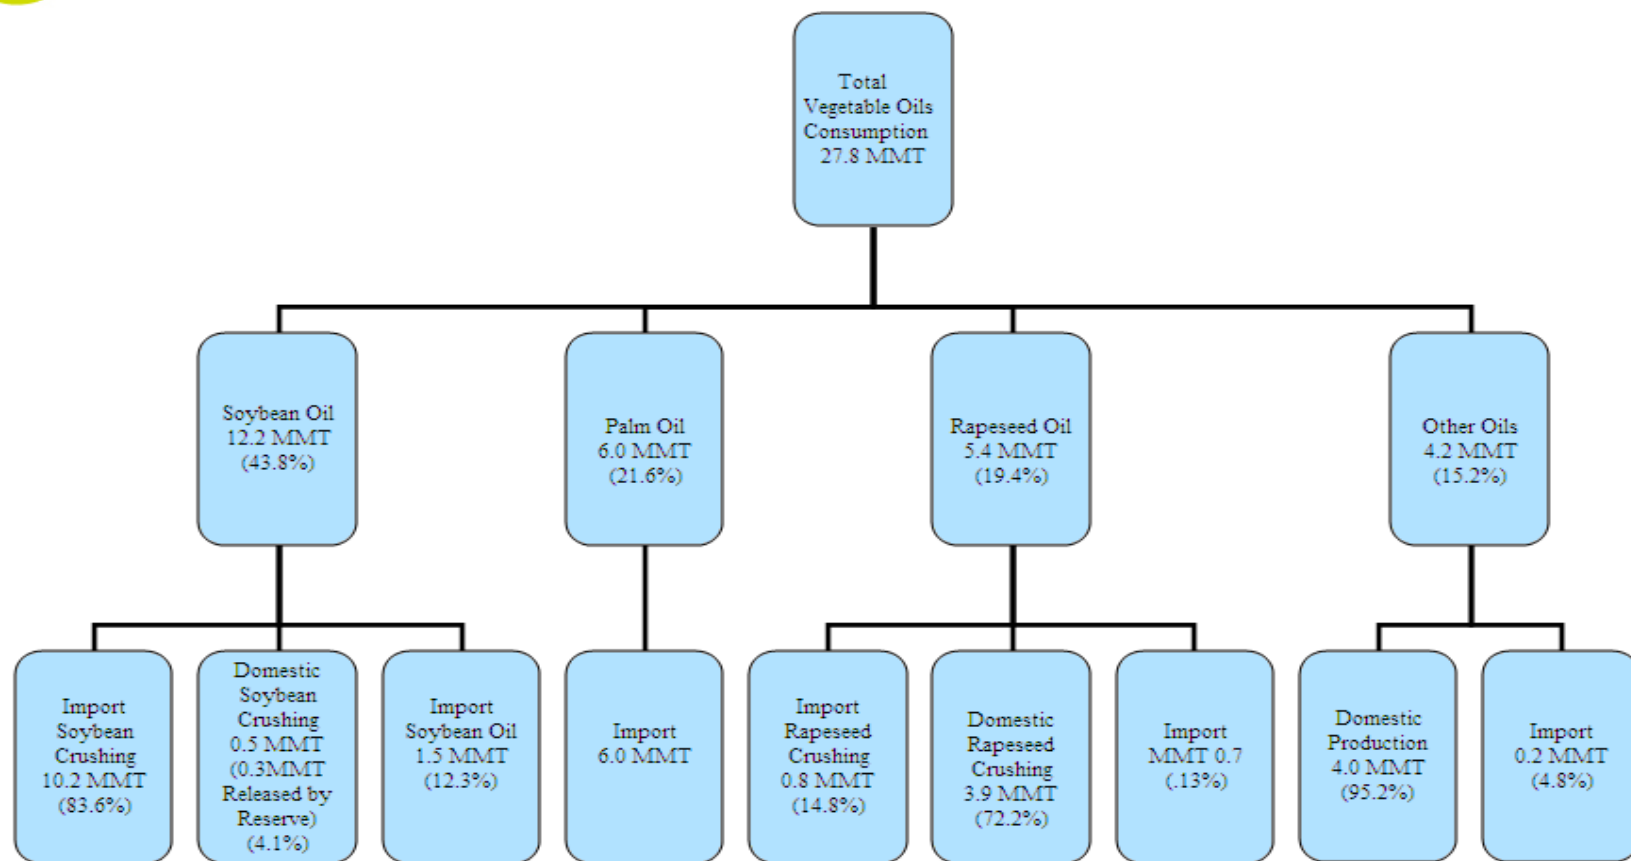 Total
Vegetable Oils
Consumption
27.8 MMT
Soybean Oil
12.2 MMT
(43.8%)
Palm Oil
6.0 MMT
(21.6%)
Rapeseed Oil
5.4 MMT
(19.4%)
Other Oils
4.2 MMT
(15.2%)
Import
Soybean
Crushing
10.2 MMT
(83.6%)
Domestic
Soybean
Crushing
0.5 MMT
(0.3MMT
Released by
Reserve)
(4.1%)
Import
Soybean Oil
1.5 MMT
(12.3%)
Import
6.0 MMT
Import
Rapeseed
Crushing
0.8 MMT
(14.8%)
Domestic
Rapeseed
Crushing
3.9 MMT
(72.2%)
Import
MMT 0.7
(.13%)
Domestic
Production
4.0 MMT
(95.2%)
Import
0.2 MMT
(4.8%)